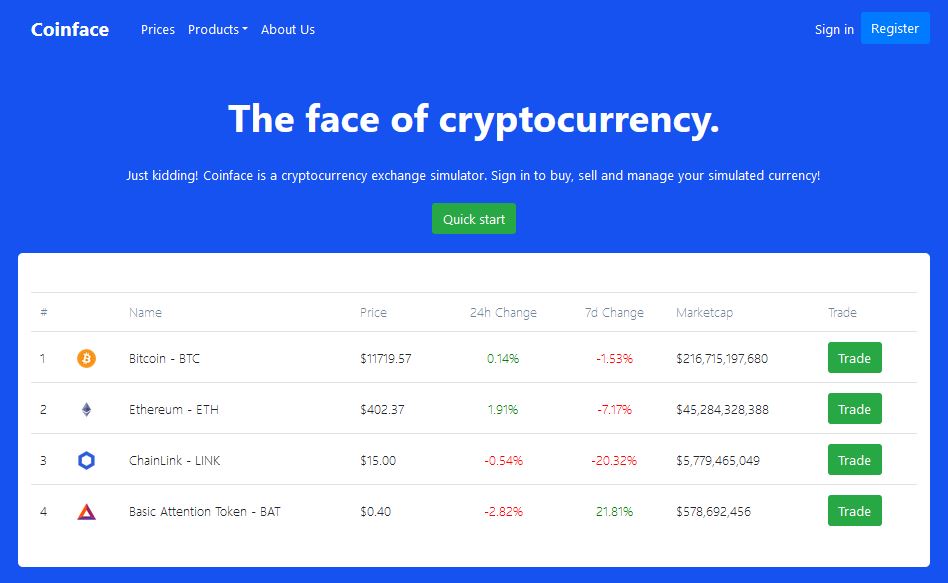 Coinface Prices Products About Us Sign in Register
The face of cryptocurrency.
Just kidding! Coinface is a cryptocurrency exchange simulator. Sign in to buy, sell and manage your simulated currency!
Quick start
# Name Price 24h Change 7d Change Marketcap Trade
1 Bitcoin - BTC $11719.57 0.14% -1.53% $216,715,197,680 Trade
2 Ethereum - ETH $402.37 1.91% -7.17% $45,284,328,388 Trade
3 ChainLink - LINK $15.00 -0.54% -20.32% $5,779,465,049 Trade
4 Basic Attention Token - BAT $0.40 -2.82% 21.81% $578,692,456 Trade